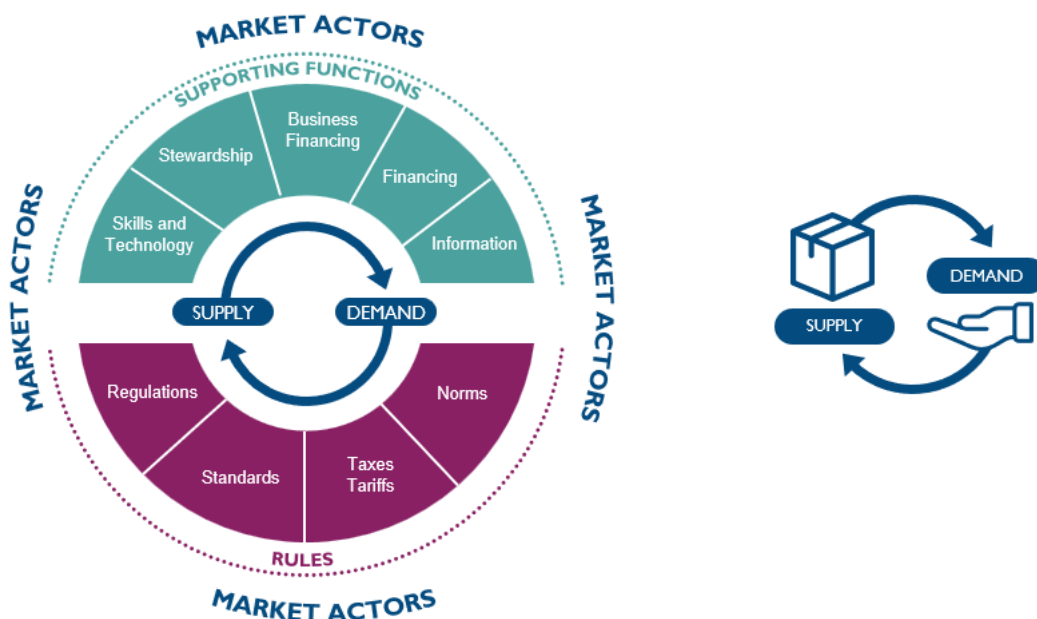 MARKET ACTORS
SUPPORTING FUNCTIONS
Business
Financing
Stewardship
Financing
Skills and
Technology
Information
MARKET ACTORS
MARKET ACTORS
SUPPLY
DEMAND
Regulations
Norms
Standards
Taxes
Tariffs
RULES
MARKET ACTORS
DEMAND
SUPPLY